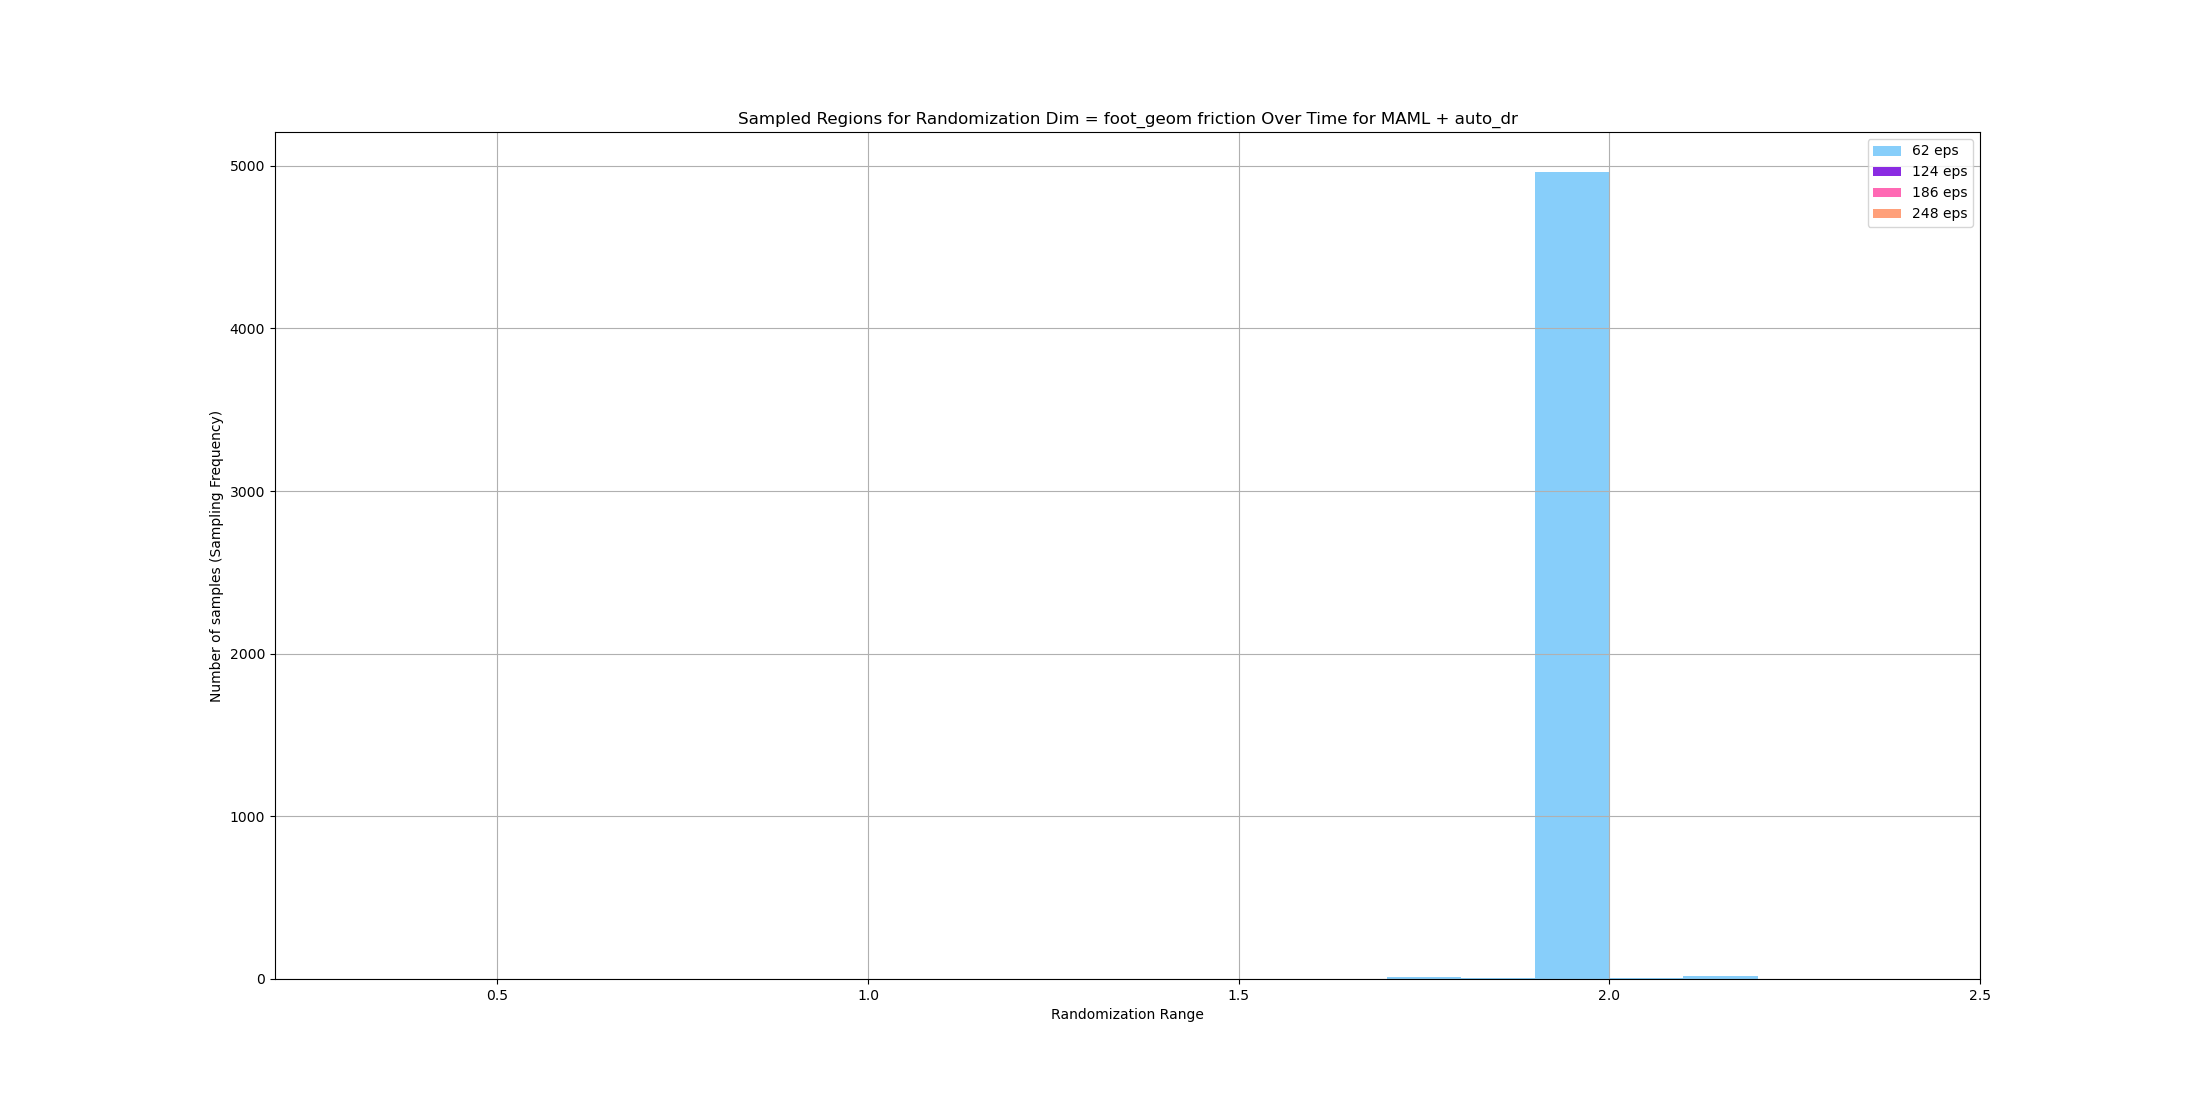 Sampled Regions for Randomization Dim = foot_geom friction Over Time for MAML + auto_dr
62 eps
124 eps
186 eps
248 eps
Number of samples (Sampling Frequency)
5000
4000
3000
2000
1000
0
0.5
1.0
1.5
2.0
2.5
Randomization Range